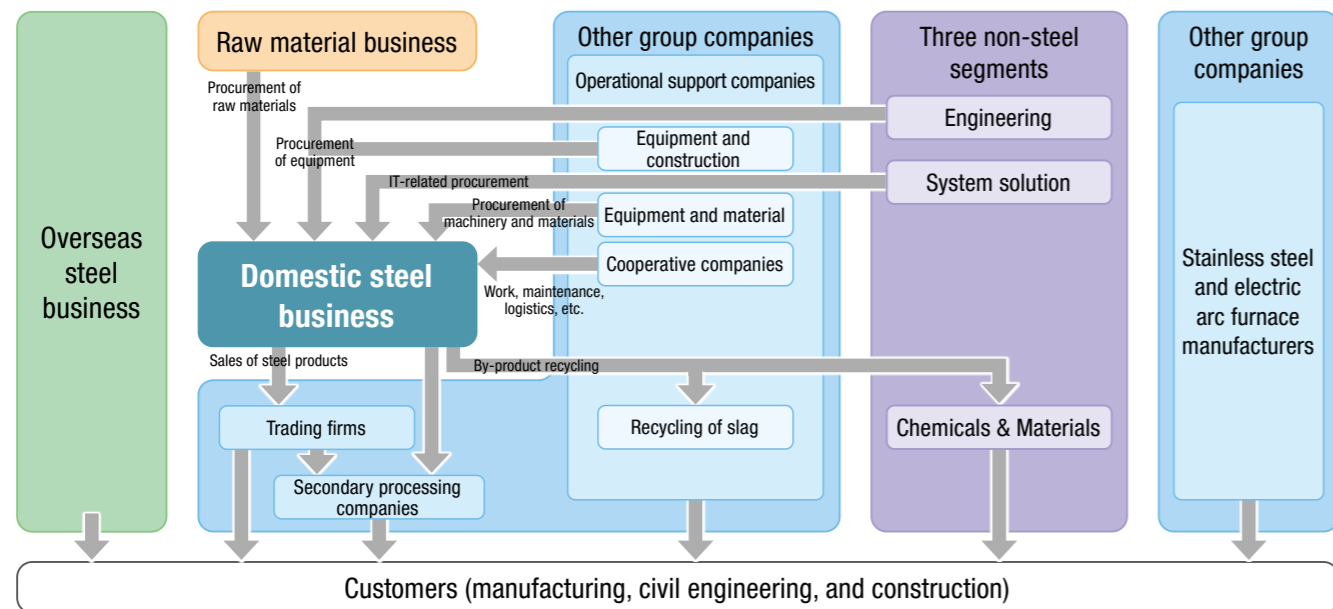 Overseas
steel
business
Raw material business
Procurement of
raw materials
Procurement
of equipment
IT-related procurement
Procurement of
machinery and materials
Domestic steel
business
Work, maintenance,
logistics, etc.
Sales of steel products
By-product recycling
Trading firms
Secondary processing
companies
Other group companies
Operational support companies
Equipment and
construction
Equipment and material
Cooperative companies
Recycling of slag
Three non-steel
segments
Engineering
System solution
Chemicals & Materials
Other group
companies
Stainless steel
and electric
arc furnace
manufacturers
Customers (manufacturing, civil engineering, and construction)